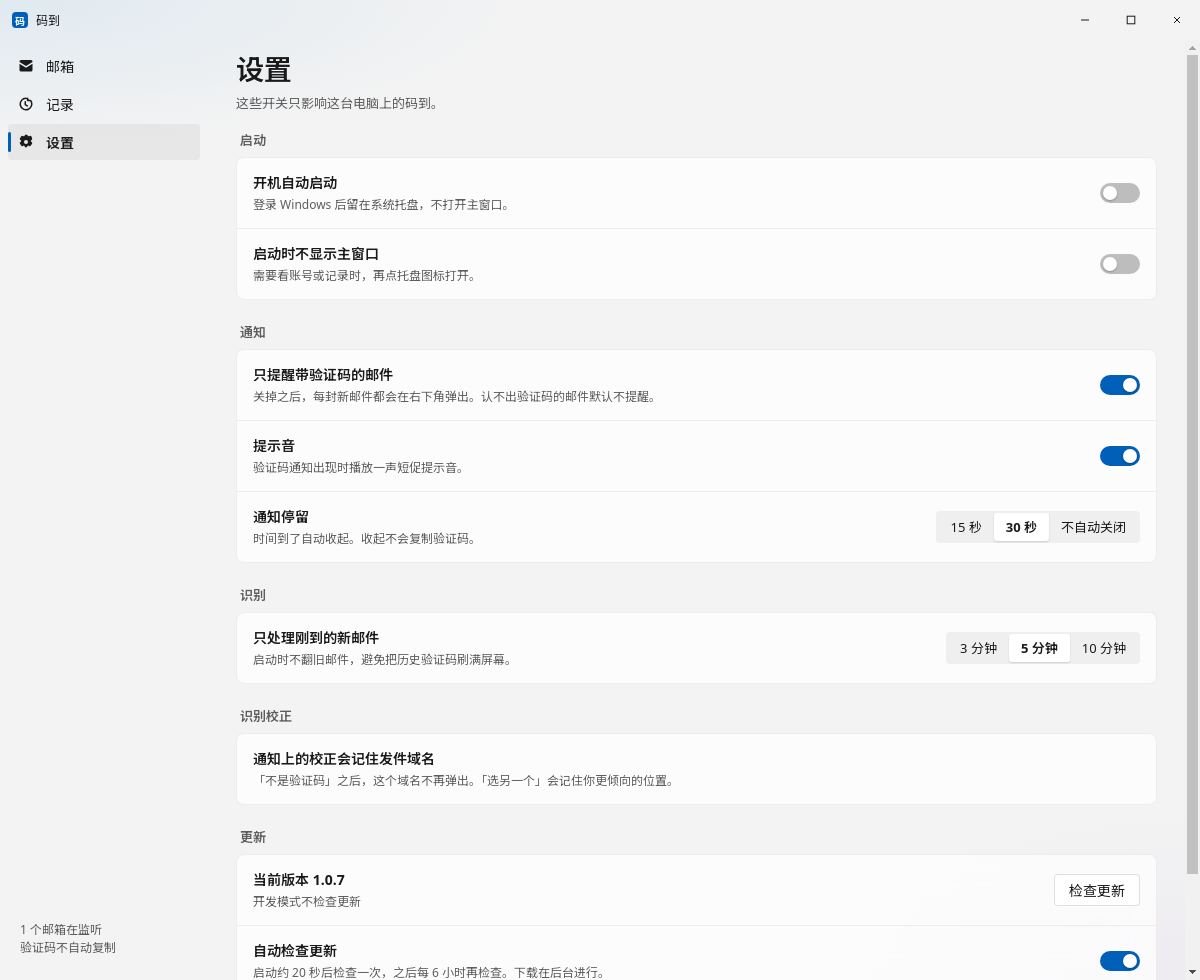 码 码到
邮箱
记录
设置
1 个邮箱在监听
验证码不自动复制
设置
这些开关只影响这台电脑上的码到。
启动
开机自动启动
登录 Windows 后留在系统托盘，不打开主窗口。
启动时不显示主窗口
需要看账号或记录时，再点托盘图标打开。
通知
只提醒带验证码的邮件
关掉之后，每封新邮件都会在右下角弹出。认不出验证码的邮件默认不提醒。
提示音
验证码通知出现时播放一声短促提示音。
通知停留
时间到了自动收起。收起不会复制验证码。
15 秒 30 秒 不自动关闭
识别
只处理刚到的新邮件
启动时不翻旧邮件，避免把历史验证码刷满屏幕。
3 分钟 5 分钟 10 分钟
识别校正
通知上的校正会记住发件域名
「不是验证码」之后，这个域名不再弹出。「选另一个」会记住你更倾向的位置。
更新
当前版本 1.0.7
开发模式不检查更新
检查更新
自动检查更新
启动约 20 秒后检查一次，之后每 6 小时再检查。下载在后台进行。